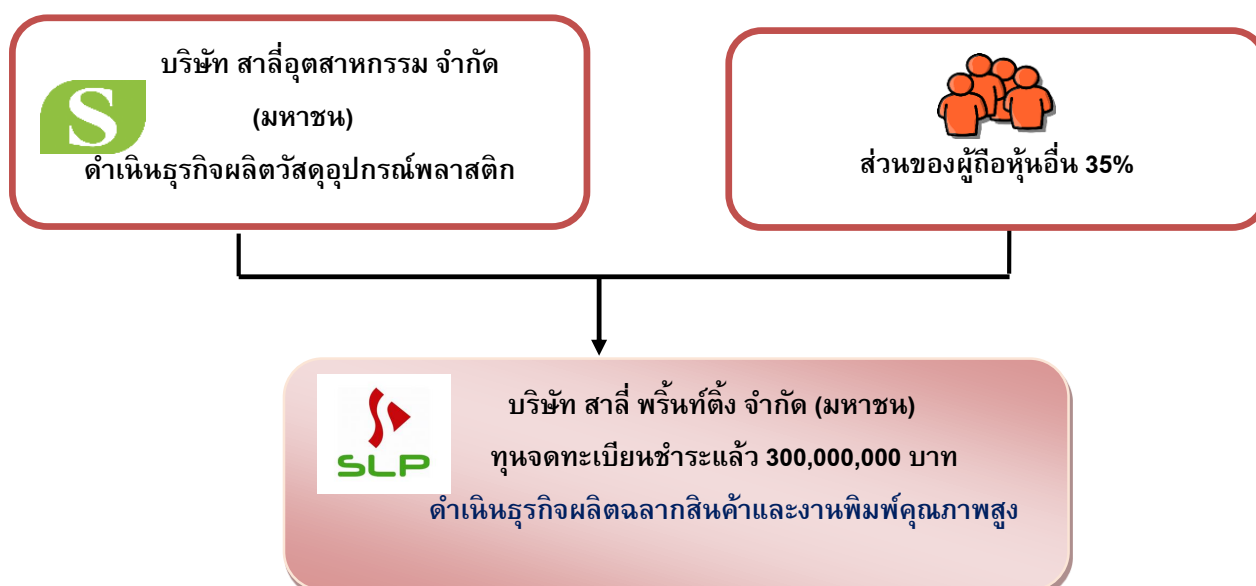 บริษัท สาลี่อุตสาหกรรม จำกัด
(มหาชน)
S
ดำเนินธุรกิจผลิตวัสดุอุปกรณ์พลาสติก
ส่วนของผู้ถือหุ้นอื่น 35%
บริษัท สาลี่ พริ้นท์ติ้ง จำกัด (มหาชน)
ทุนจดทะเบียนชำระแล้ว 300,000,000 บาท
SLP
ดำเนินธุรกิจผลิตฉลากสินค้าและงานพิมพ์คุณภาพสูง